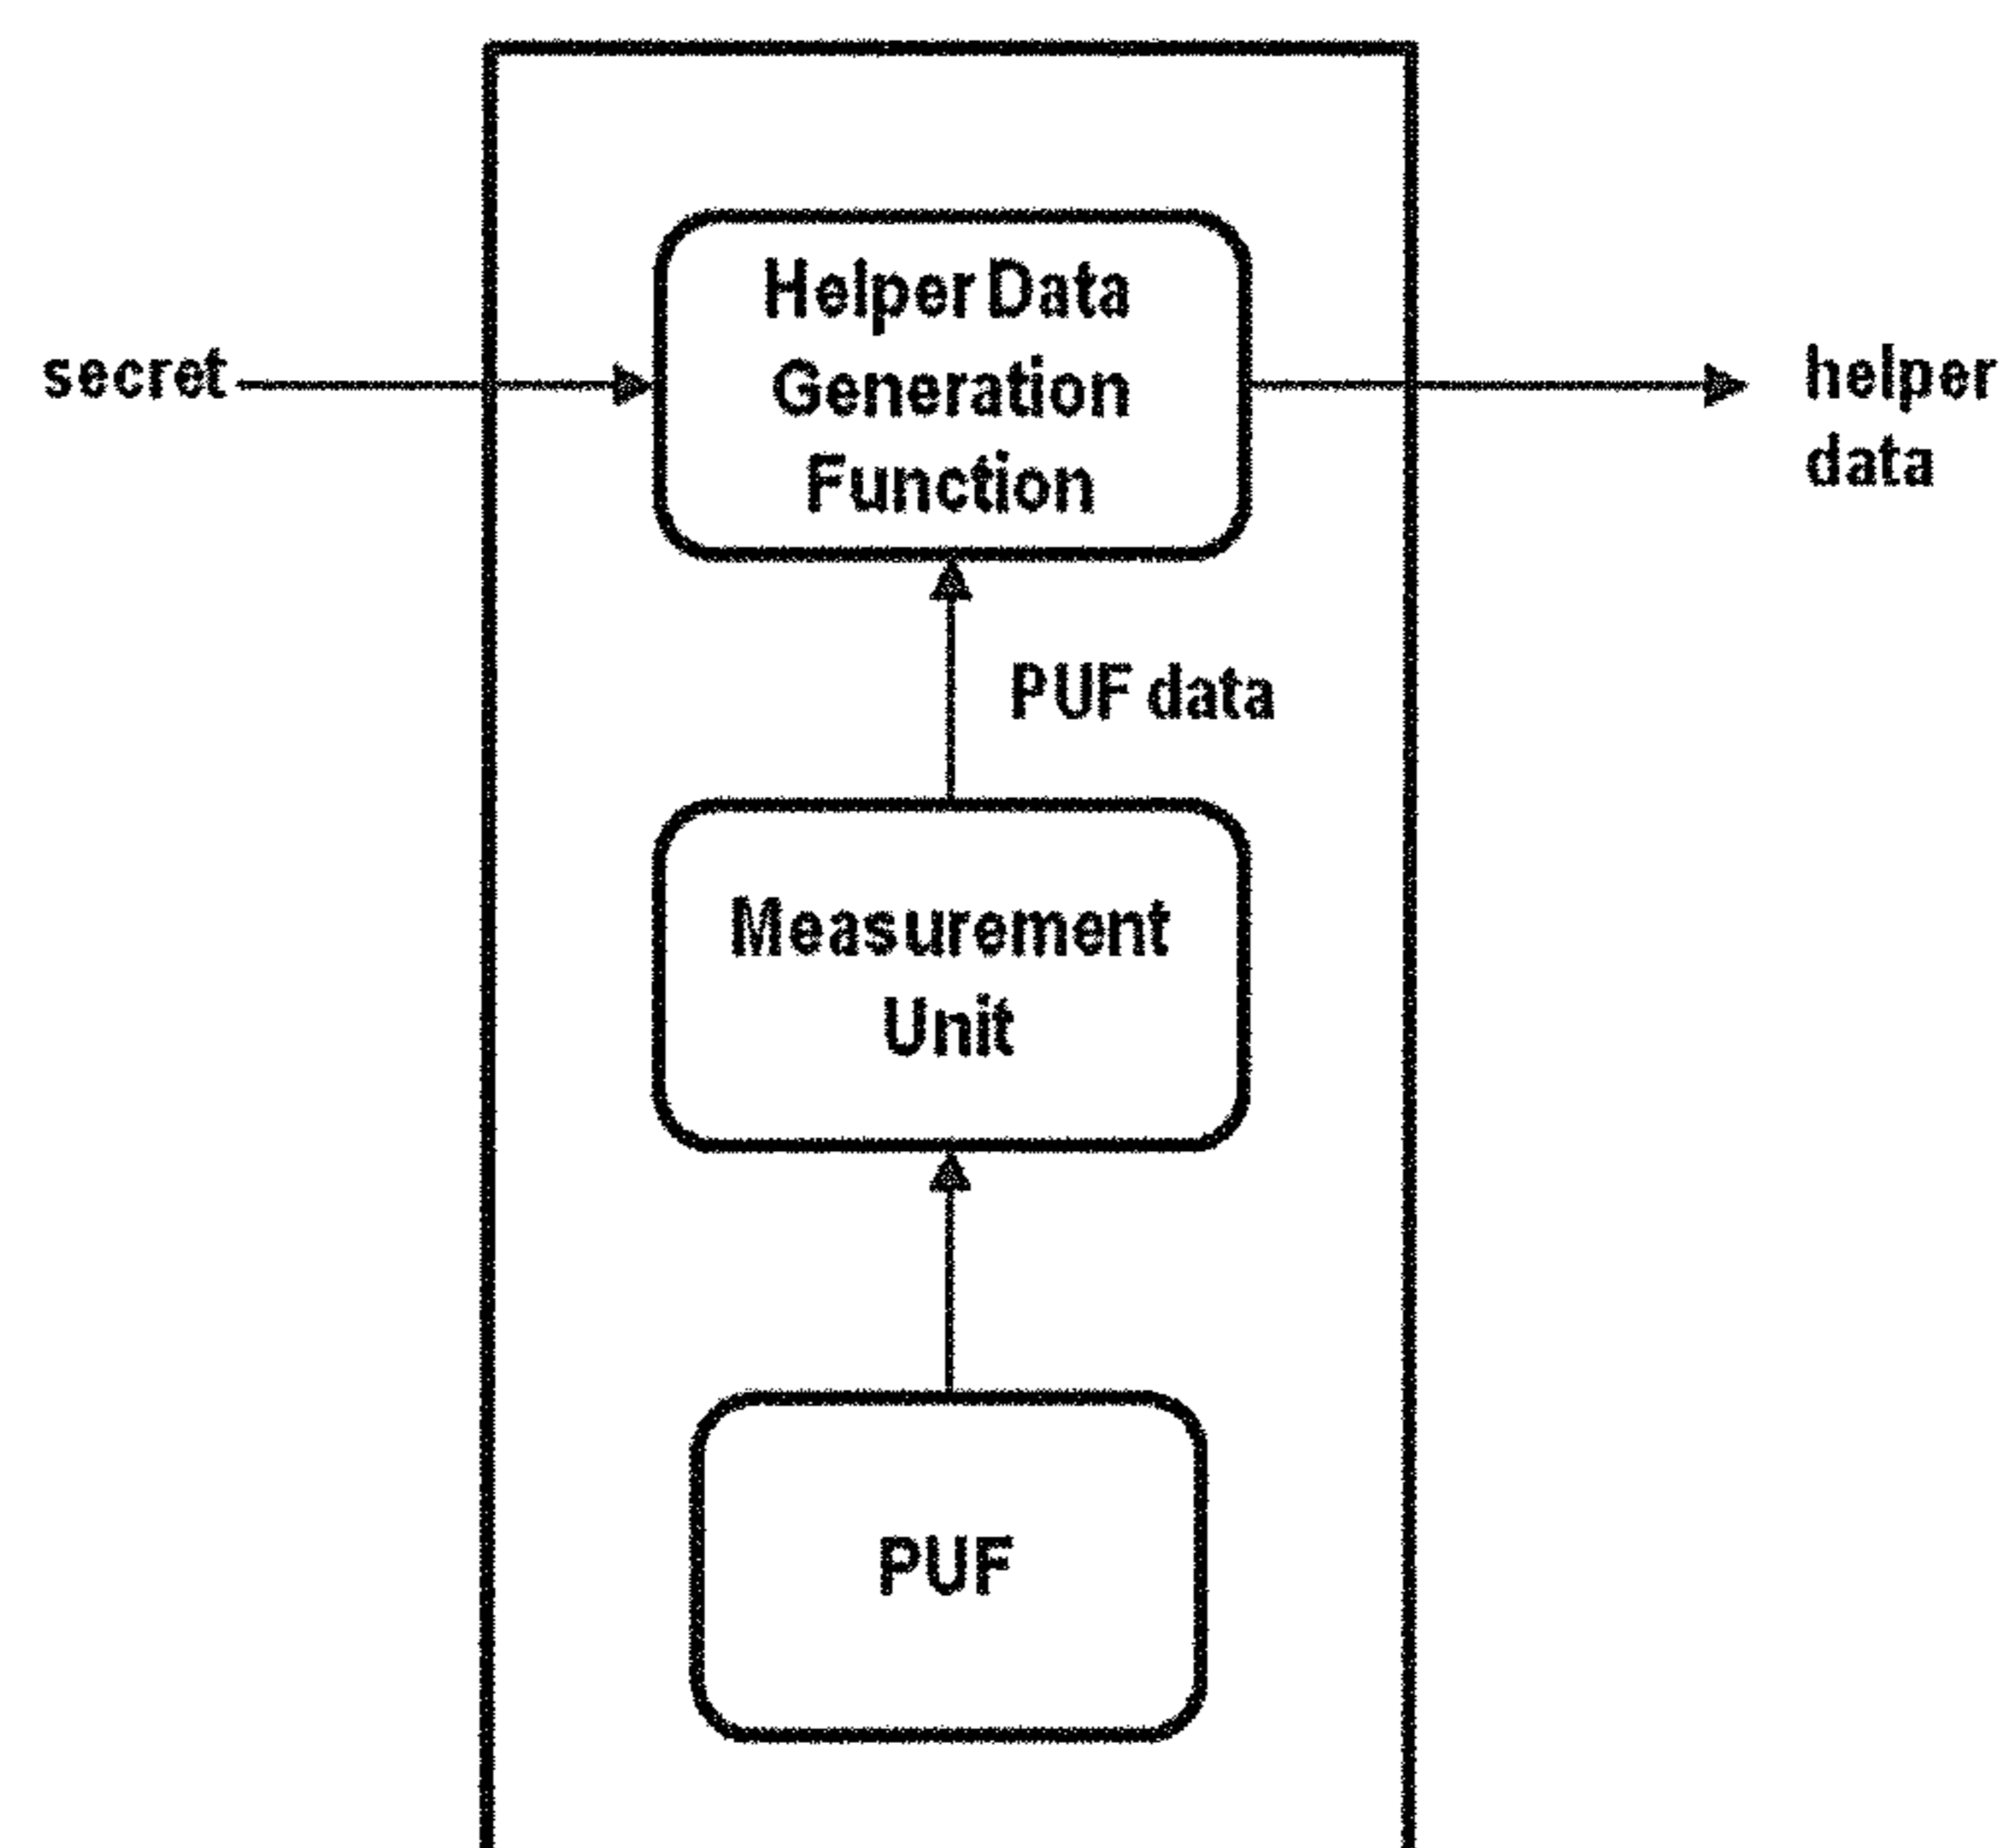 Helper Data
Generation
Function
secret
helper
data
PUF data
Measurement
Unit
PUF